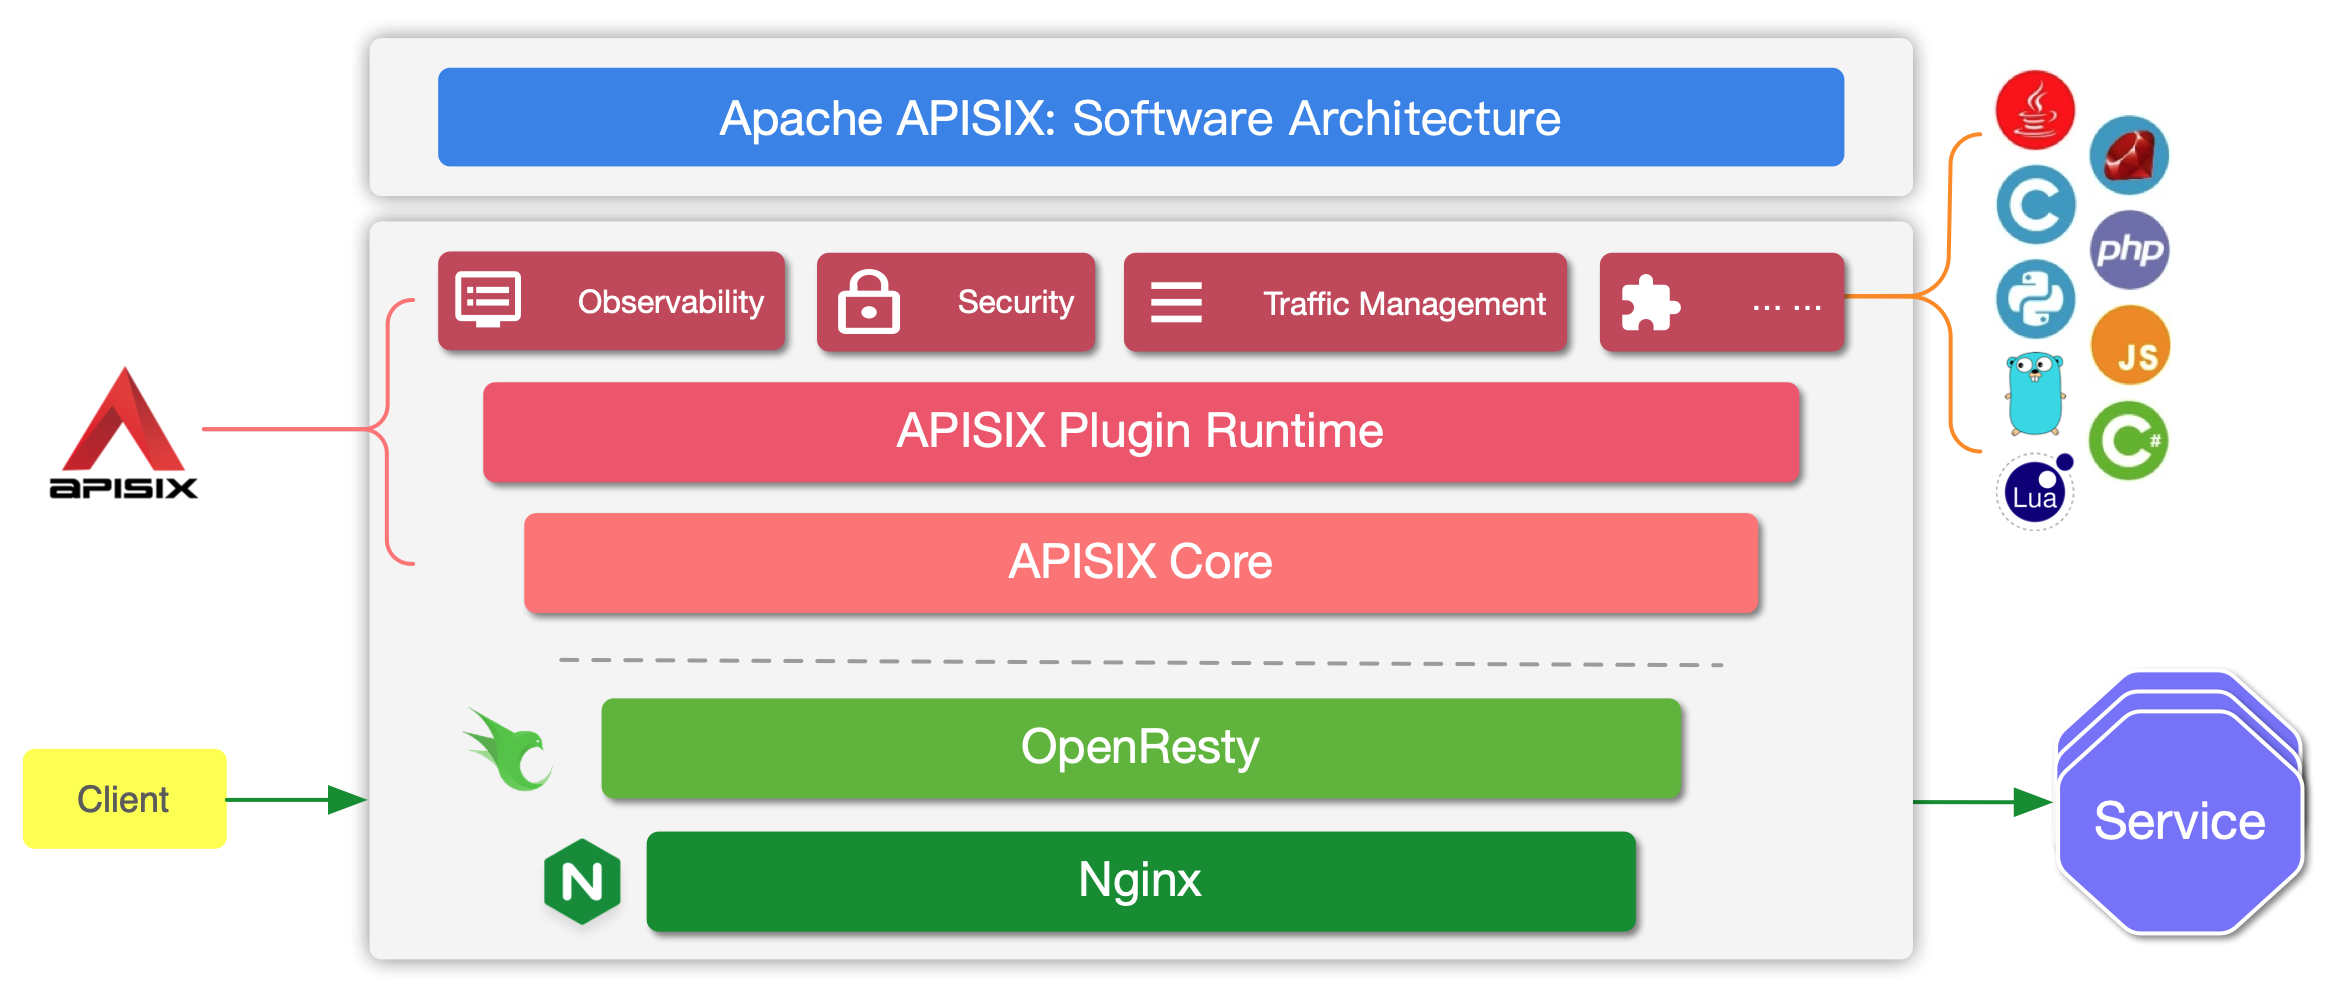 Apache APISIX: Software Architecture
Observability
Security
Traffic Management
... ...
APISIX Plugin Runtime
APISIX Core
OpenResty
Nginx
APISIX
Client
Service
C
php
JS
C#
Lua
N